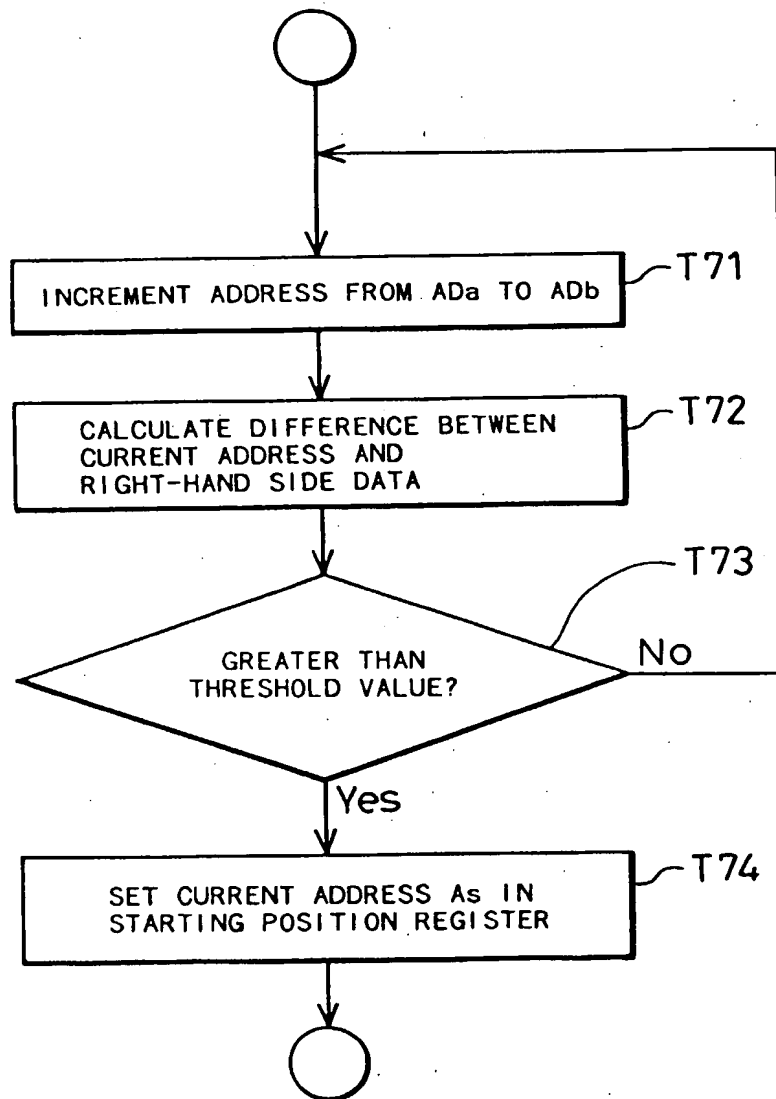 INCREMENT ADDRESS FROM ADa TO ADb
T71
CALCULATE DIFFERENCE BETWEEN
CURRENT ADDRESS AND
RIGHT-HAND SIDE DATA
T72
T73
GREATER THAN
THRESHOLD VALUE?
No
Yes
SET CURRENT ADDRESS As IN
STARTING POSITION REGISTER
T74